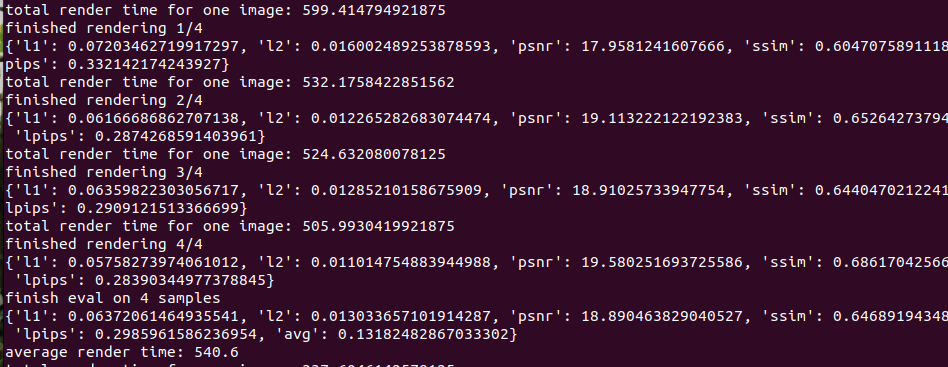 total render time for one image: 599.414794921875
finished rendering 1/4
{'l1': 0.07203462719917297, 'l2': 0.016002489253878593, 'psnr': 17.9581241607666, 'ssim': 0.6047075891118
pips': 0.332142174243927}
total render time for one image: 532.1758422851562
finished rendering 2/4
{'l1': 0.06166686862707138, 'l2': 0.012265282683074474, 'psnr': 19.113222122192383, 'ssim': 0.65264273794
 'lpips': 0.2874268591403961}
total render time for one image: 524.632080078125
finished rendering 3/4
{'l1': 0.06359822303056717, 'l2': 0.01285210158675909, 'psnr': 18.91025733947754, 'ssim': 0.6440470212241
lpips': 0.2909121513366699}
total render time for one image: 505.9930419921875
finished rendering 4/4
{'l1': 0.05758273974061012, 'l2': 0.011014754883944988, 'psnr': 19.580251693725586, 'ssim': 0.68617042566
 'lpips': 0.28390344977378845}
finish eval on 4 samples
{'l1': 0.06372061464935541, 'l2': 0.013033657101914287, 'psnr': 18.890463829040527, 'ssim': 0.64689194348
 'lpips': 0.2985961586236954, 'avg': 0.13182482867033302}
average render time: 540.6